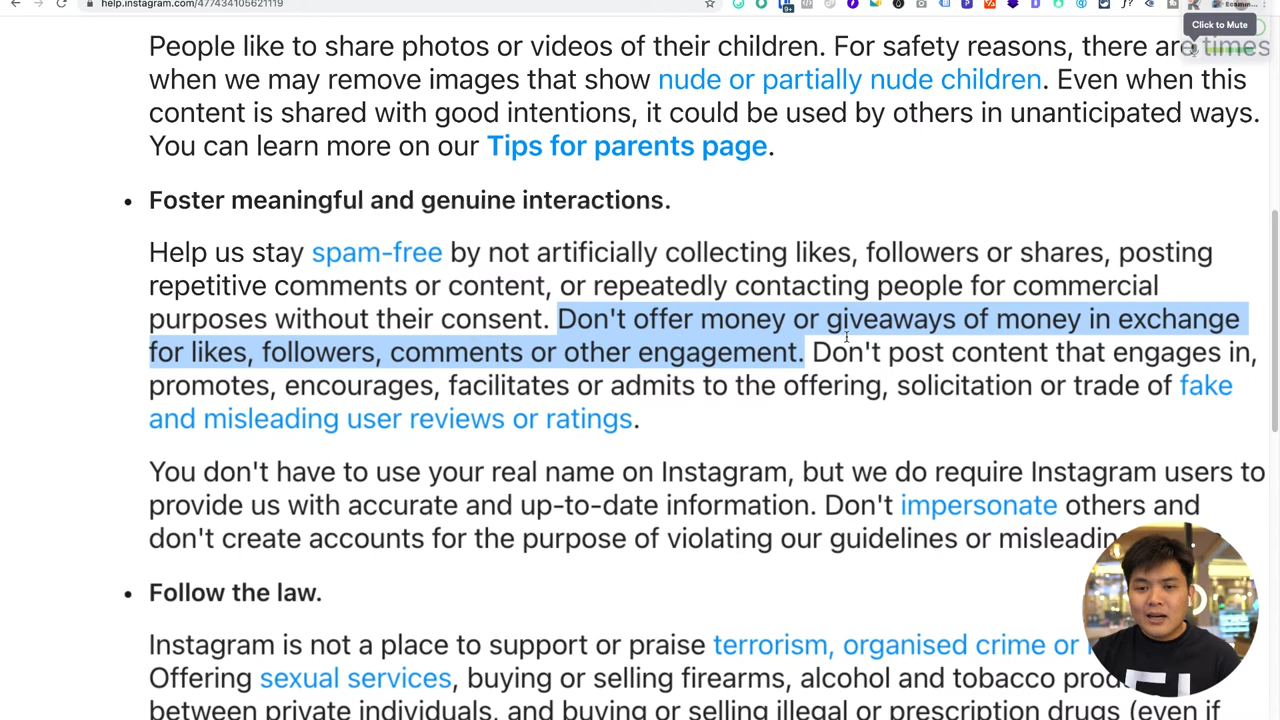 help.instagram.com/477434105621119
Ecomm...
Click to Mute
People like to share photos or videos of their children. For safety reasons, there are times
when we may remove images that show nude or partially nude children. Even when this
content is shared with good intentions, it could be used by others in unanticipated ways.
You can learn more on our Tips for parents page.
• Foster meaningful and genuine interactions.
Help us stay spam-free by not artificially collecting likes, followers or shares, posting
repetitive comments or content, or repeatedly contacting people for commercial
purposes without their consent. Don't offer money or giveaways of money in exchange
for likes, followers, comments or other engagement. Don't post content that engages in,
promotes, encourages, facilitates or admits to the offering, solicitation or trade of fake
and misleading user reviews or ratings.
You don't have to use your real name on Instagram, but we do require Instagram users to
provide us with accurate and up-to-date information. Don't impersonate others and
don't create accounts for the purpose of violating our guidelines or misleadin
• Follow the law.
Instagram is not a place to support or praise terrorism, organised crime or
Offering sexual services, buying or selling firearms, alcohol and tobacco prod
between private individuals, and buying or selling illegal or prescription drugs (even if